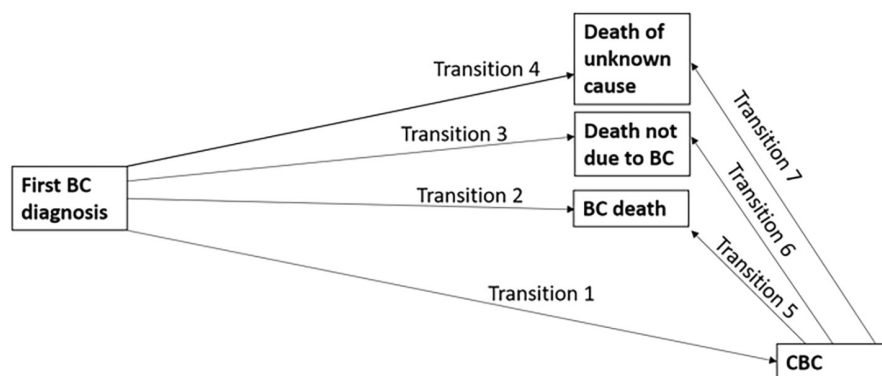 Death of
unknown
cause
Transition 4
Transition 7
Transition 3
Death not
due to BC
First BC
diagnosis
Transition 2
BC death
Transition 6
Transition 5
Transition 1
CBC